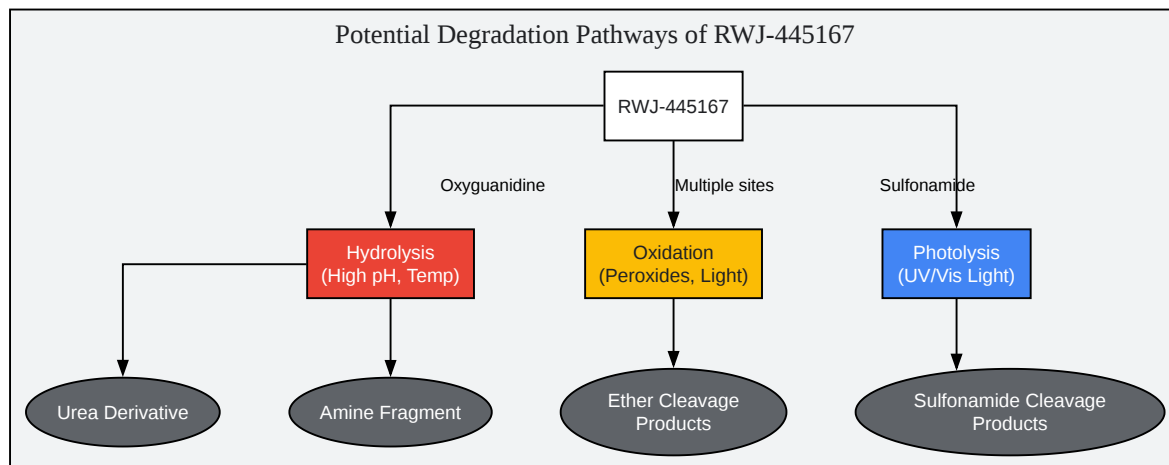 Potential Degradation Pathways of RWJ-445167
RWJ-445167
Oxyguanidine
Multiple sites
Sulfonamide
Hydrolysis
(High pH, Temp)
Oxidation
(Peroxides, Light)
Photolysis
(UV/Vis Light)
Urea Derivative
Amine Fragment
Ether Cleavage
Products
Sulfonamide Cleavage
Products